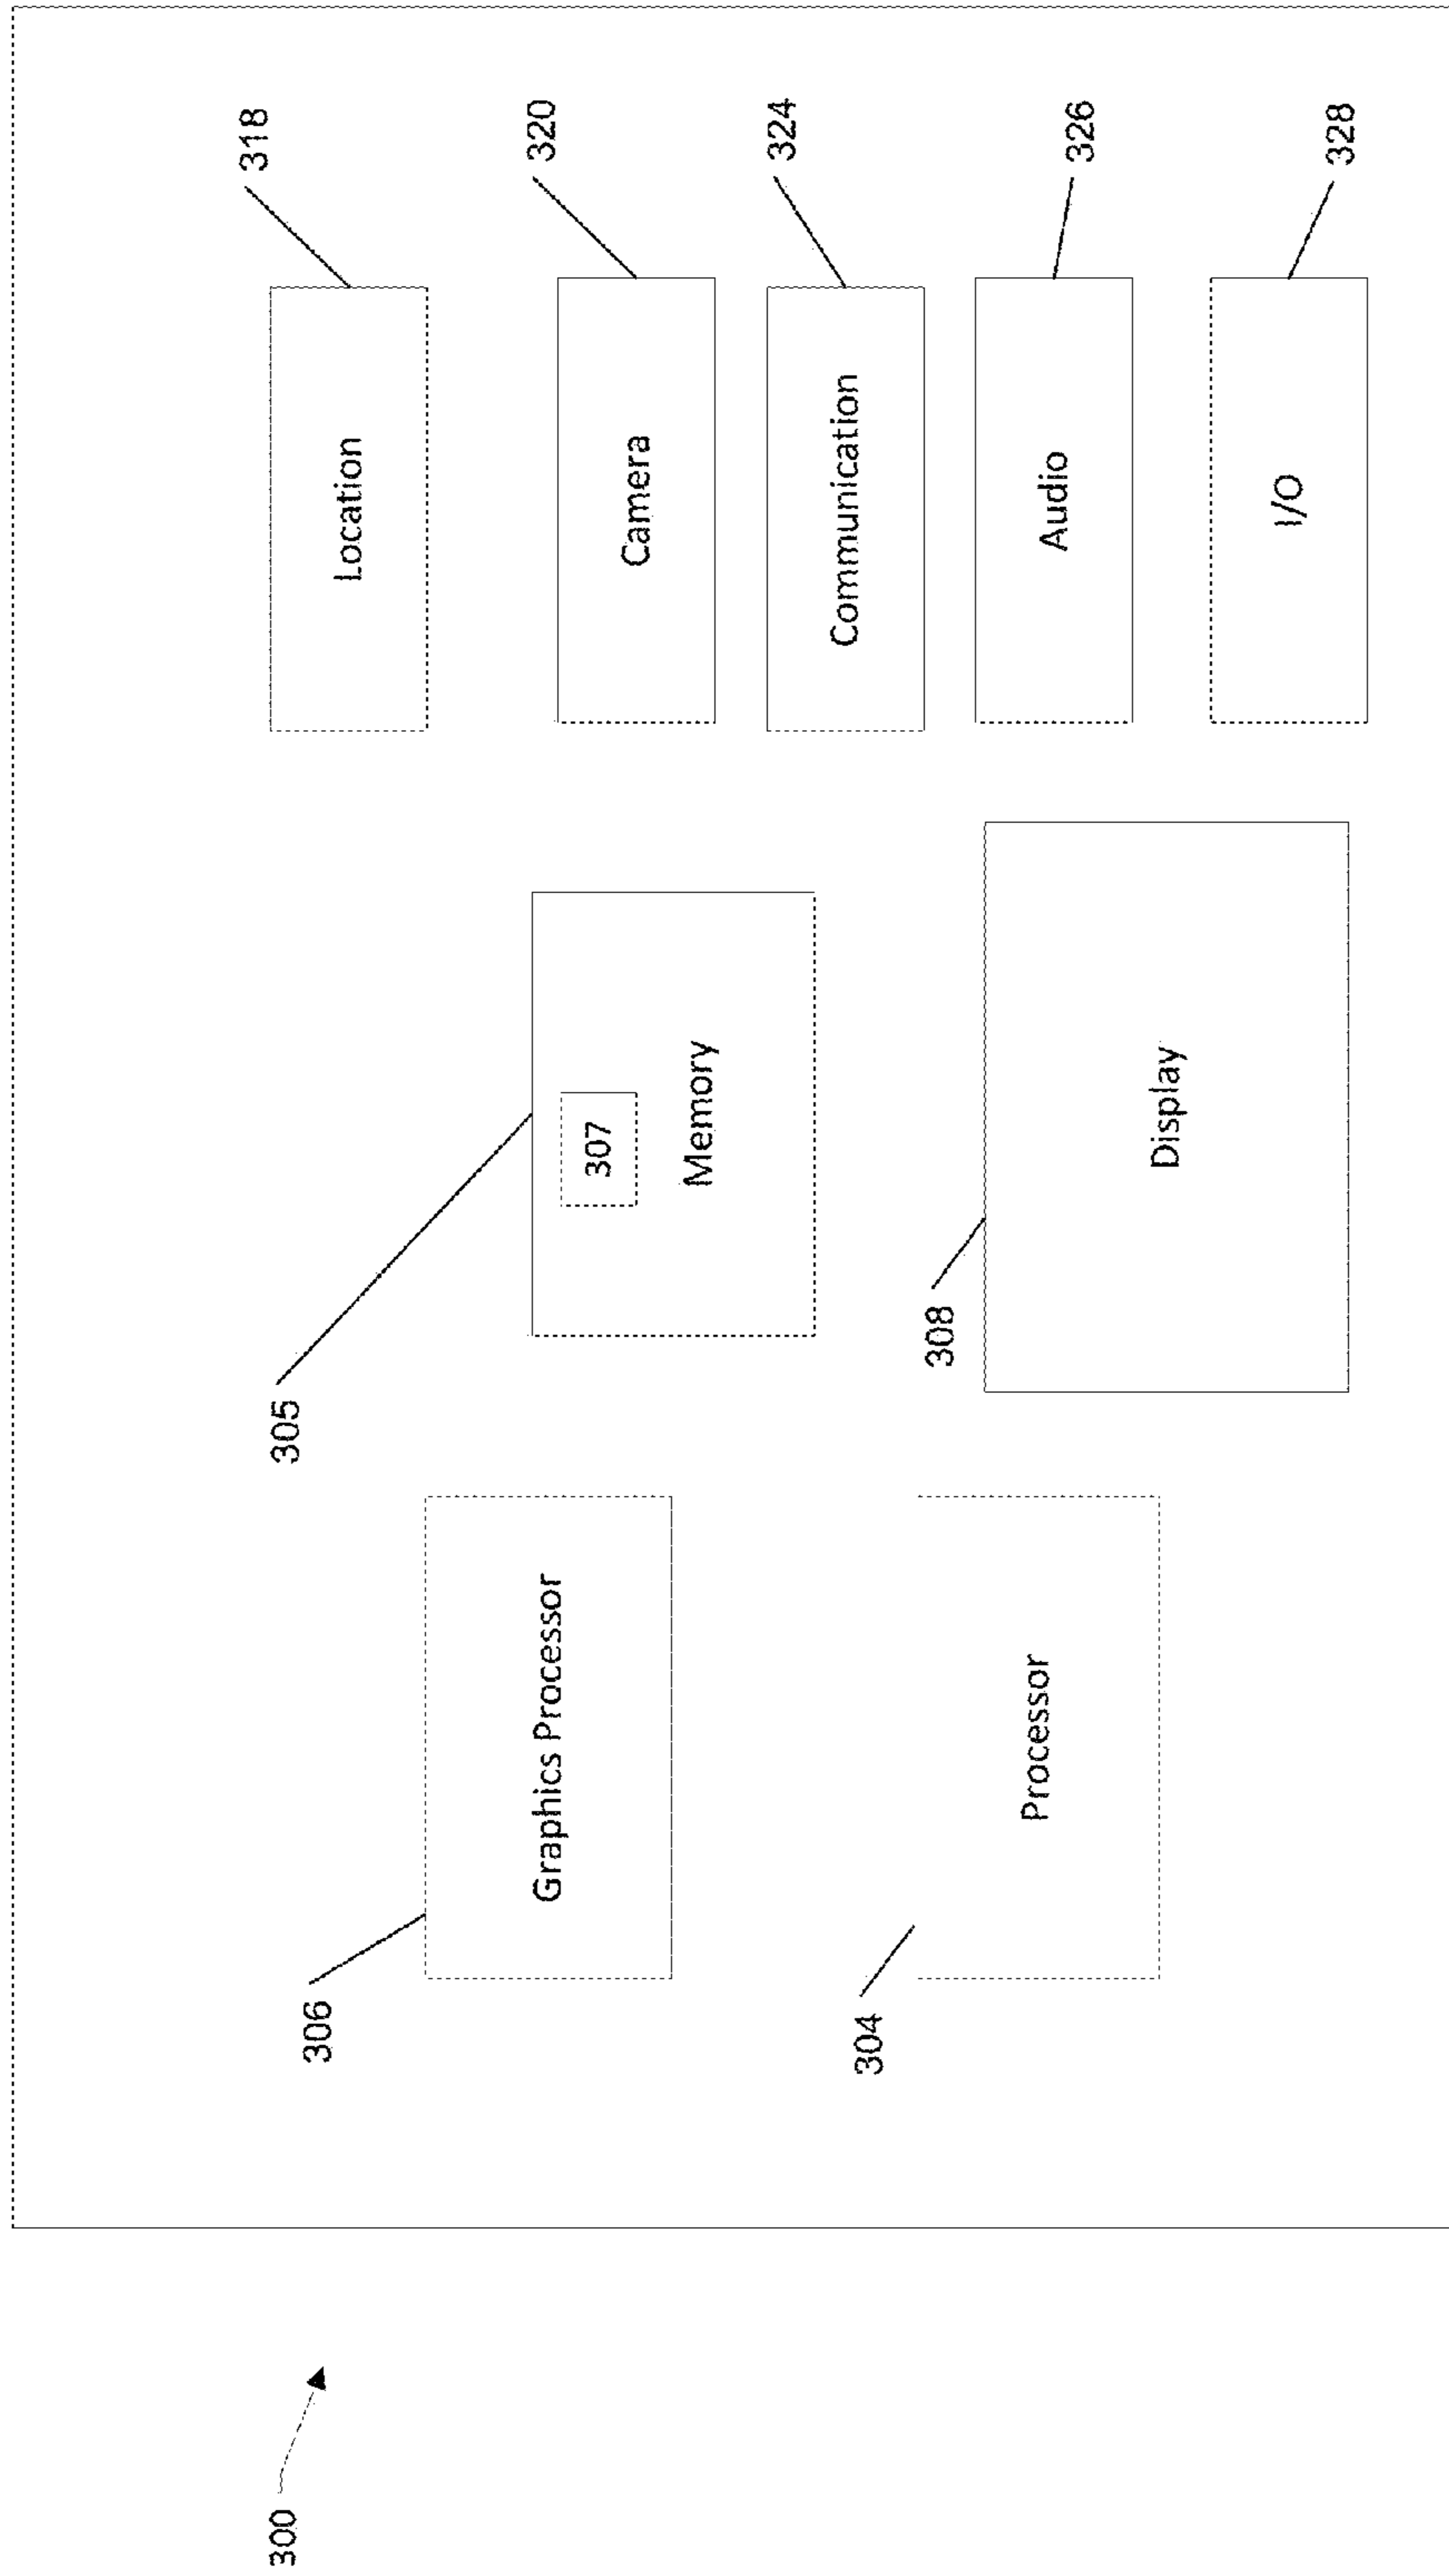 300
306
Graphics Processor
304
Processor
305
307
Memory
308
Display
318
Location
320
Camera
324
Communication
326
Audio
328
I/O